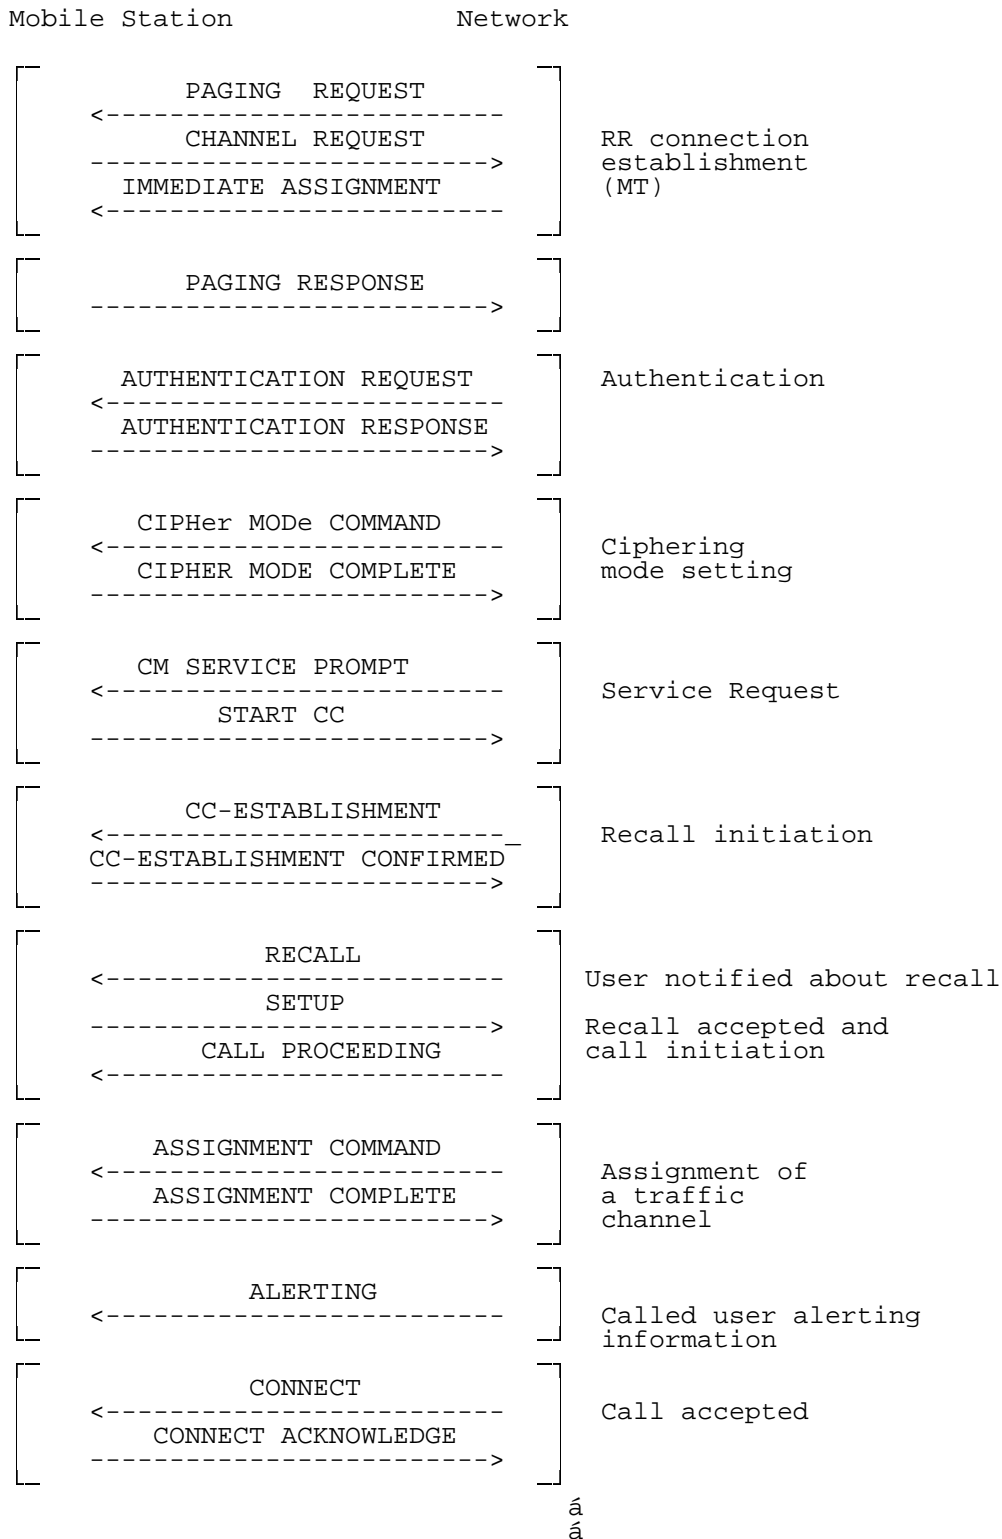 Mobile Station Network
PAGING REQUEST
<-------------------------
CHANNEL REQUEST
RR connection
------------------------->
establishment
IMMEDIATE ASSIGNMENT
(MT)
<-------------------------
PAGING RESPONSE
------------------------->
AUTHENTICATION REQUEST
Authentication
<-------------------------
AUTHENTICATION RESPONSE
------------------------->
CIPHer MODe COMMAND
<-------------------------
Ciphering
CIPHER MODE COMPLETE
mode setting
------------------------->
CM SERVICE PROMPT
<-------------------------
Service Request
START CC
------------------------->
CC-ESTABLISHMENT
<-------------------------_
Recall initiation
CC-ESTABLISHMENT CONFIRMED
------------------------->
RECALL
<-------------------------
User notified about recall
SETUP
------------------------->
Recall accepted and
CALL PROCEEDING
call initiation
<-------------------------
ASSIGNMENT COMMAND
<-------------------------
Assignment of
ASSIGNMENT COMPLETE
a traffic
------------------------->
channel
ALERTING
<-------------------------
Called user alerting
information
CONNECT
<-------------------------
Call accepted
CONNECT ACKNOWLEDGE
------------------------->
á
á